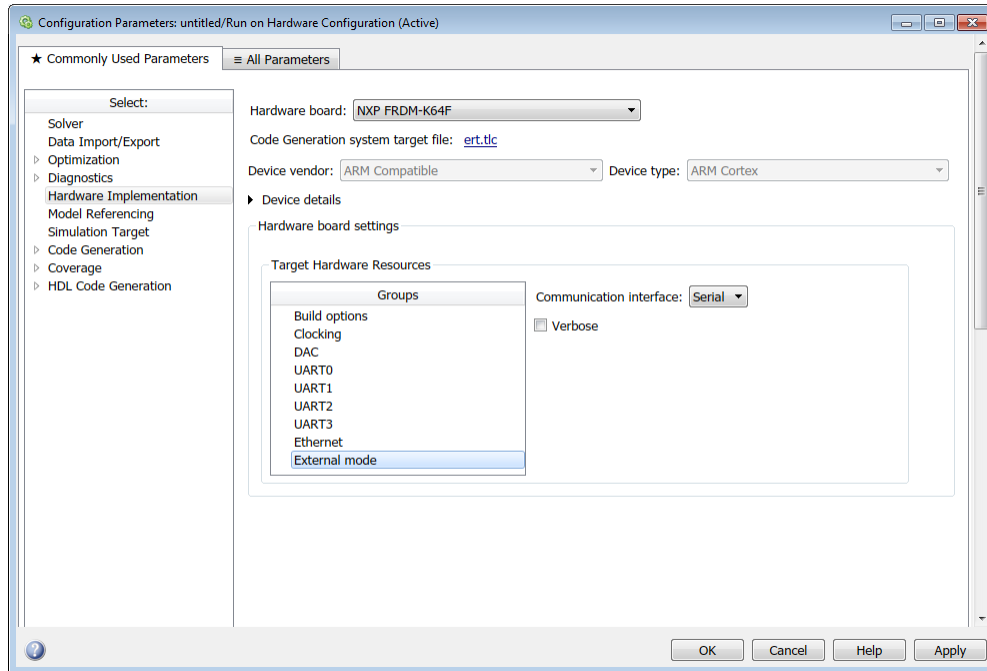 Configuration Parameters: untitled/Run on Hardware Configuration (Active)
★ Commonly Used Parameters
≡ All Parameters
Select:
Solver
Data Import/Export
Optimization
Diagnostics
Hardware Implementation
Model Referencing
Simulation Target
Code Generation
Coverage
HDL Code Generation
Hardware board: NXP FRDM-K64F
Code Generation system target file: ert.tlc
Device vendor: ARM Compatible Device type: ARM Cortex
Device details
Hardware board settings
Target Hardware Resources
Groups
Build options
Clocking
DAC
UART0
UART1
UART2
UART3
Ethernet
External mode
Communication interface: Serial
Verbose
OK Cancel Help Apply